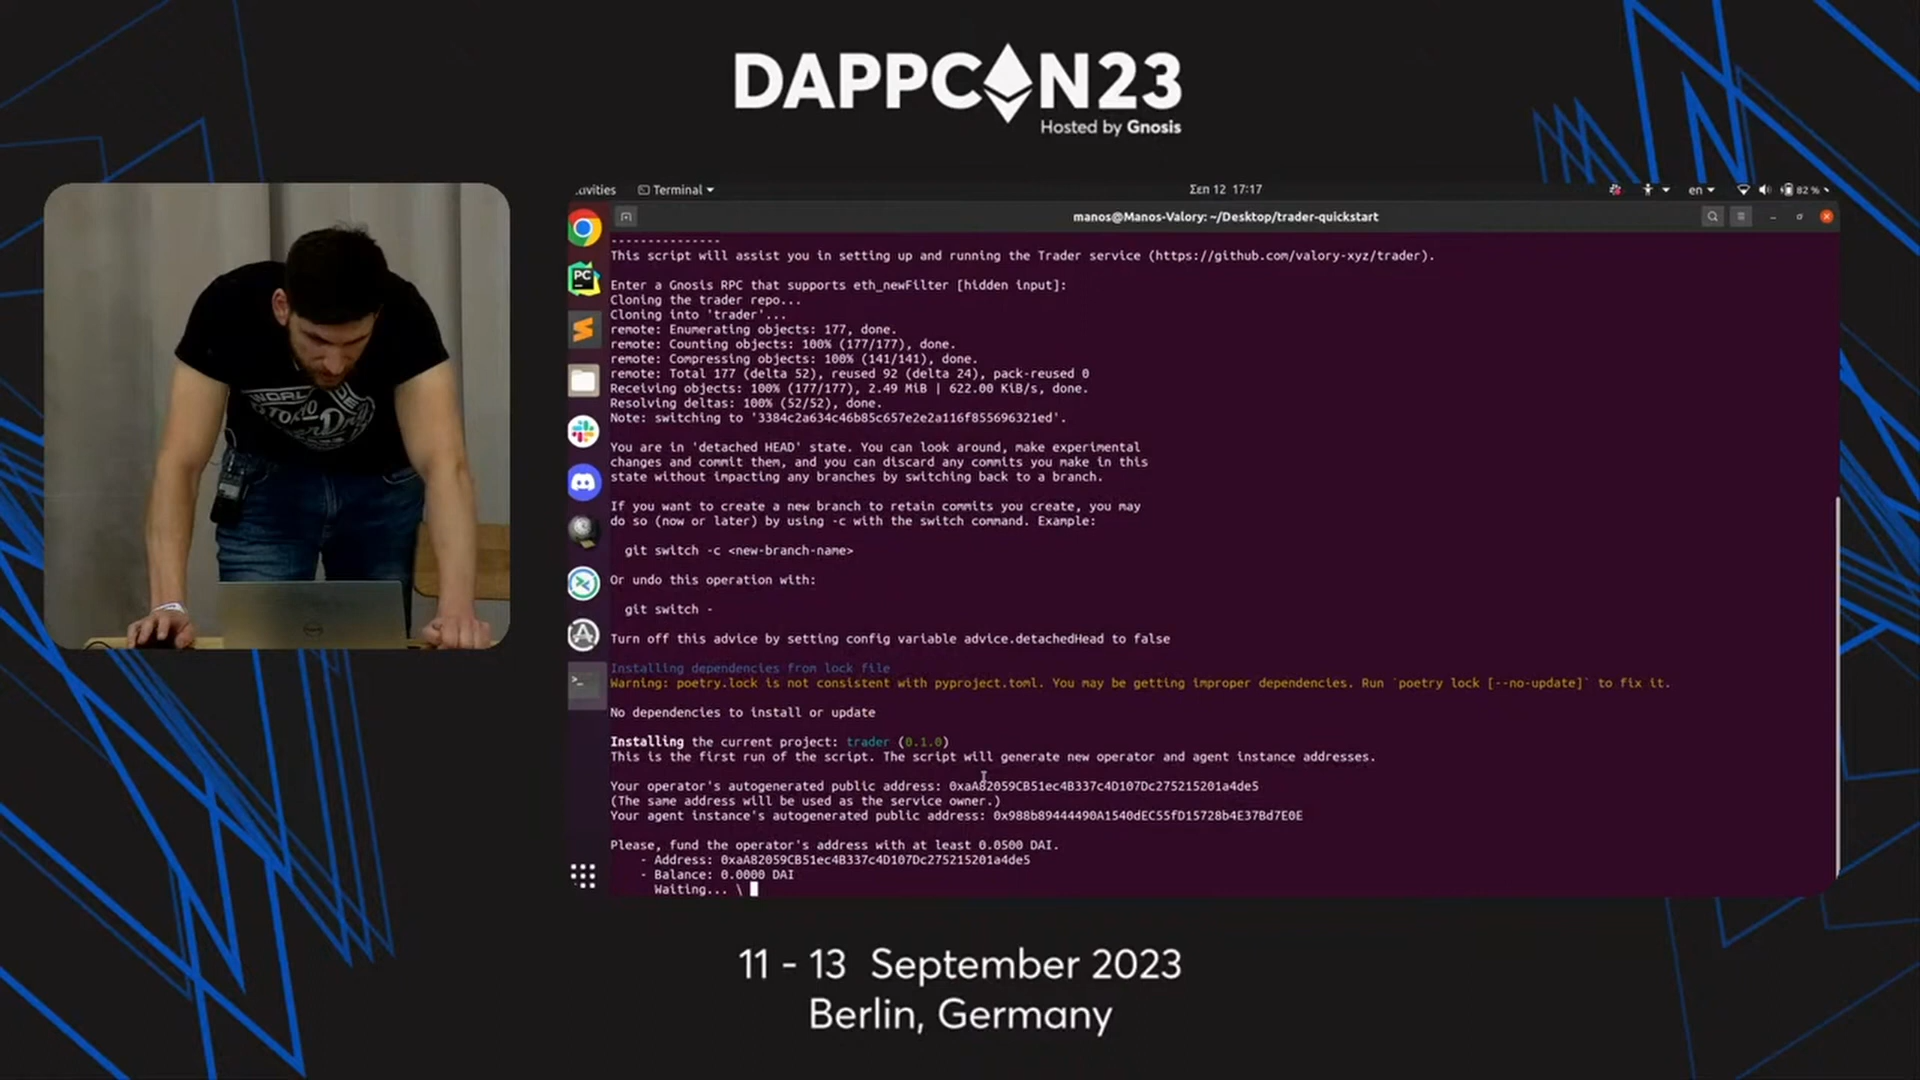 DAPPCON23
Hosted by Gnosis
ivities
Terminal
Σεπ 12 17:17
en
82 %
manos@Manos-Valory: ~/Desktop/trader-quickstart
---------------
This script will assist you in setting up and running the Trader service (https://github.com/valory-xyz/trader).
Enter a Gnosis RPC that supports eth_newFilter [hidden input]:
Cloning the trader repo...
Cloning into 'trader'...
remote: Enumerating objects: 177, done.
remote: Counting objects: 100% (177/177), done.
remote: Compressing objects: 100% (141/141), done.
remote: Total 177 (delta 52), reused 92 (delta 24), pack-reused 0
Receiving objects: 100% (177/177), 2.49 MiB | 622.00 KiB/s, done.
Resolving deltas: 100% (52/52), done.
Note: switching to '3384c2a634c46b85c657e2e2a116f855696321ed'.
You are in 'detached HEAD' state. You can look around, make experimental
changes and commit them, and you can discard any commits you make in this
state without impacting any branches by switching back to a branch.
If you want to create a new branch to retain commits you create, you may
do so (now or later) by using -c with the switch command. Example:
git switch -c <new-branch-name>
Or undo this operation with:
git switch -
Turn off this advice by setting config variable advice.detachedHead to false
Installing dependencies from lock file
Warning: poetry.lock is not consistent with pyproject.toml. You may be getting improper dependencies. Run `poetry lock [--no-update]` to fix it.
No dependencies to install or update
Installing the current project: trader (0.1.0)
This is the first run of the script. The script will generate new operator and agent instance addresses.
Your operator's autogenerated public address: 0xaA82059CB51ec4B337c4D107Dc275215201a4de5
(The same address will be used as the service owner.)
Your agent instance's autogenerated public address: 0x988b89444490A1540dEC55fD15728b4E37Bd7E0E
Please, fund the operator's address with at least 0.0500 DAI.
- Address: 0xaA82059CB51ec4B337c4D107Dc275215201a4de5
- Balance: 0.0000 DAI
Waiting... \
11 - 13 September 2023
Berlin, Germany